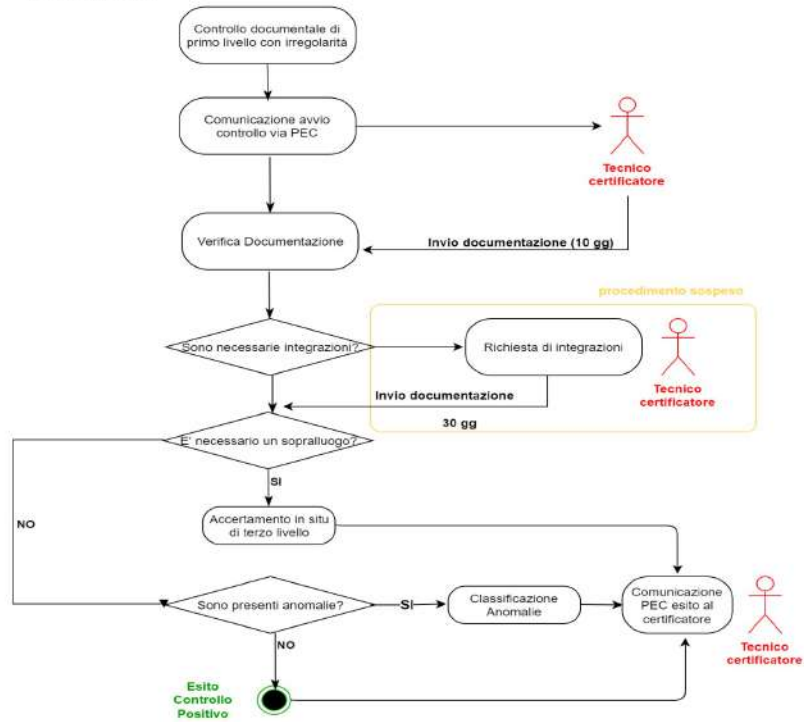 Controllo documentale di
primo livello con irregolarità
Comunicazione avvio
controllo via PEC
Tecnico
certificatore
Verifica Documentazione
Invio documentazione (10 gg)
procedimento sospeso
Sono necessarie integrazioni?
Richiesta di integrazioni
Tecnico
certificatore
Invio documentazione
30 gg
E' necessario un sopralluogo?
SI
NO
Accertamento in situ
di terzo livello
Sono presenti anomalie?
SI
Classificazione
Anomalie
Comunicazione
PEC esito al
certificatore
Tecnico
certificatore
NO
Esito
Controllo
Positivo